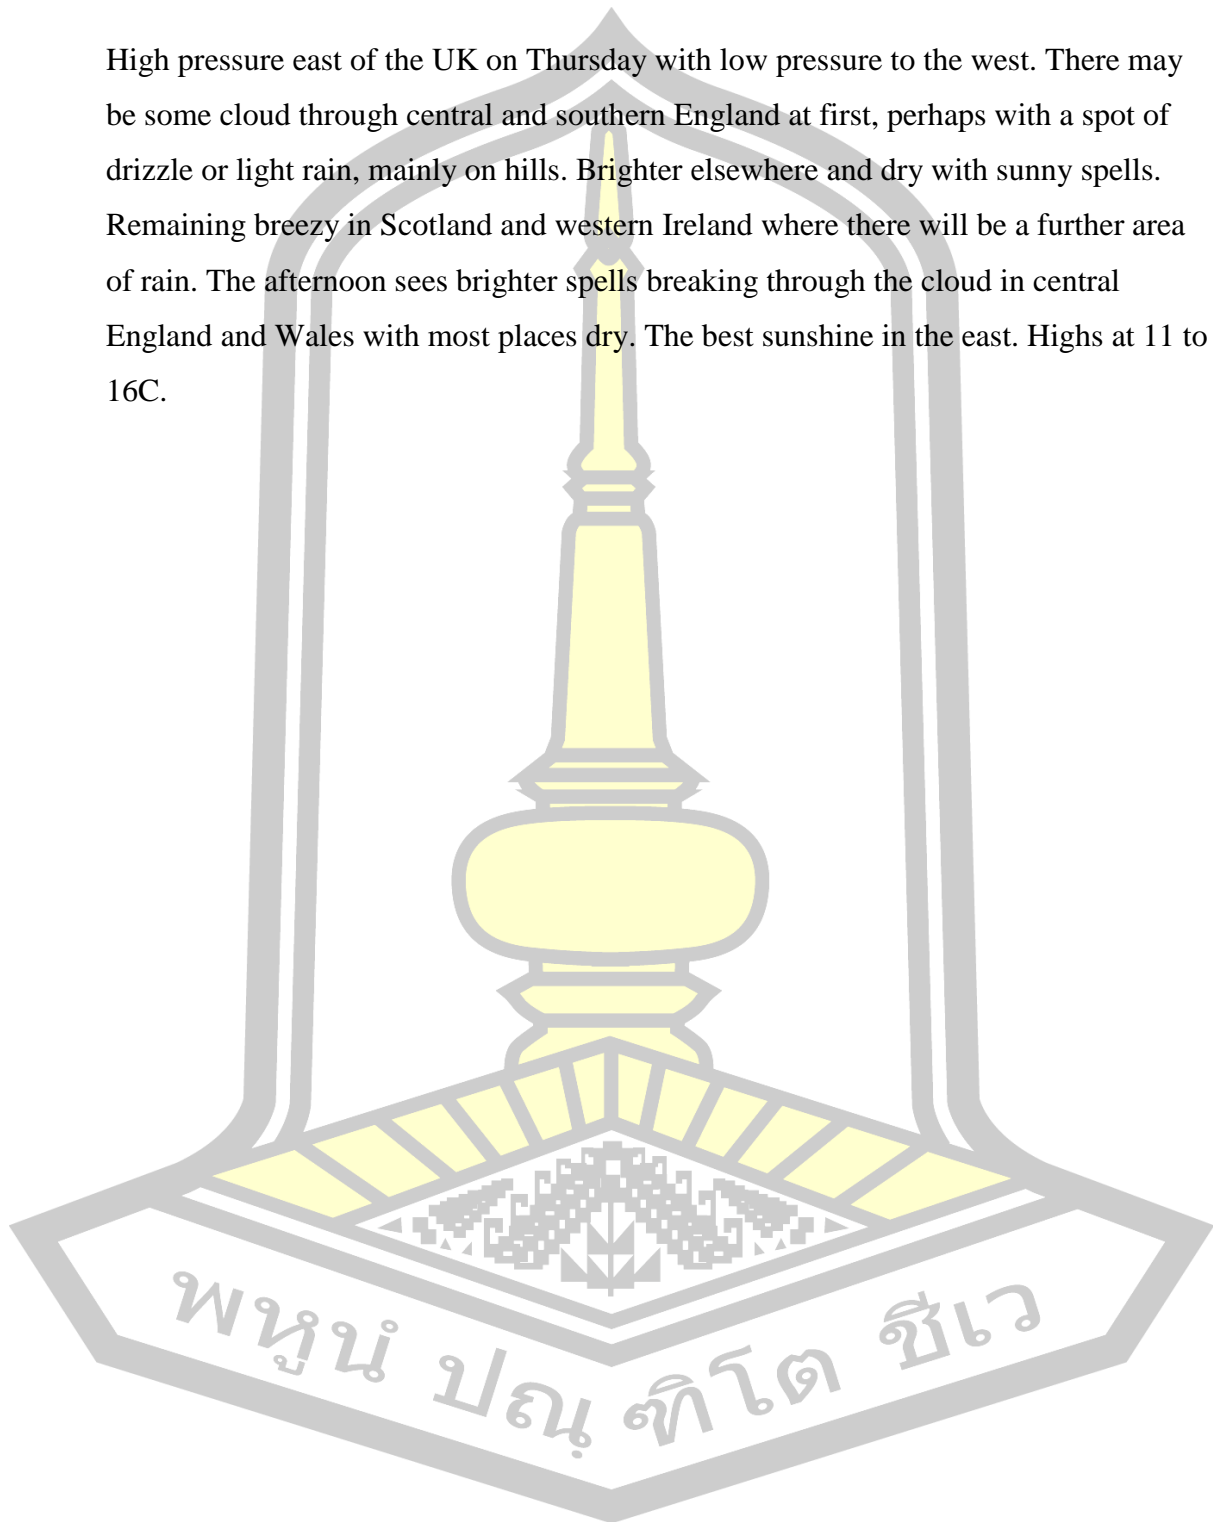 High pressure east of the UK on Thursday with low pressure to the west. There may
be some cloud through central and southern England at first, perhaps with a spot of
drizzle or light rain, mainly on hills. Brighter elsewhere and dry with sunny spells.
Remaining breezy in Scotland and western Ireland where there will be a further area
of rain. The afternoon sees brighter spells breaking through the cloud in central
England and Wales with most places dry. The best sunshine in the east. Highs at 11 to
16C.
พหูนํ ปณฺฑิโต ชีเว